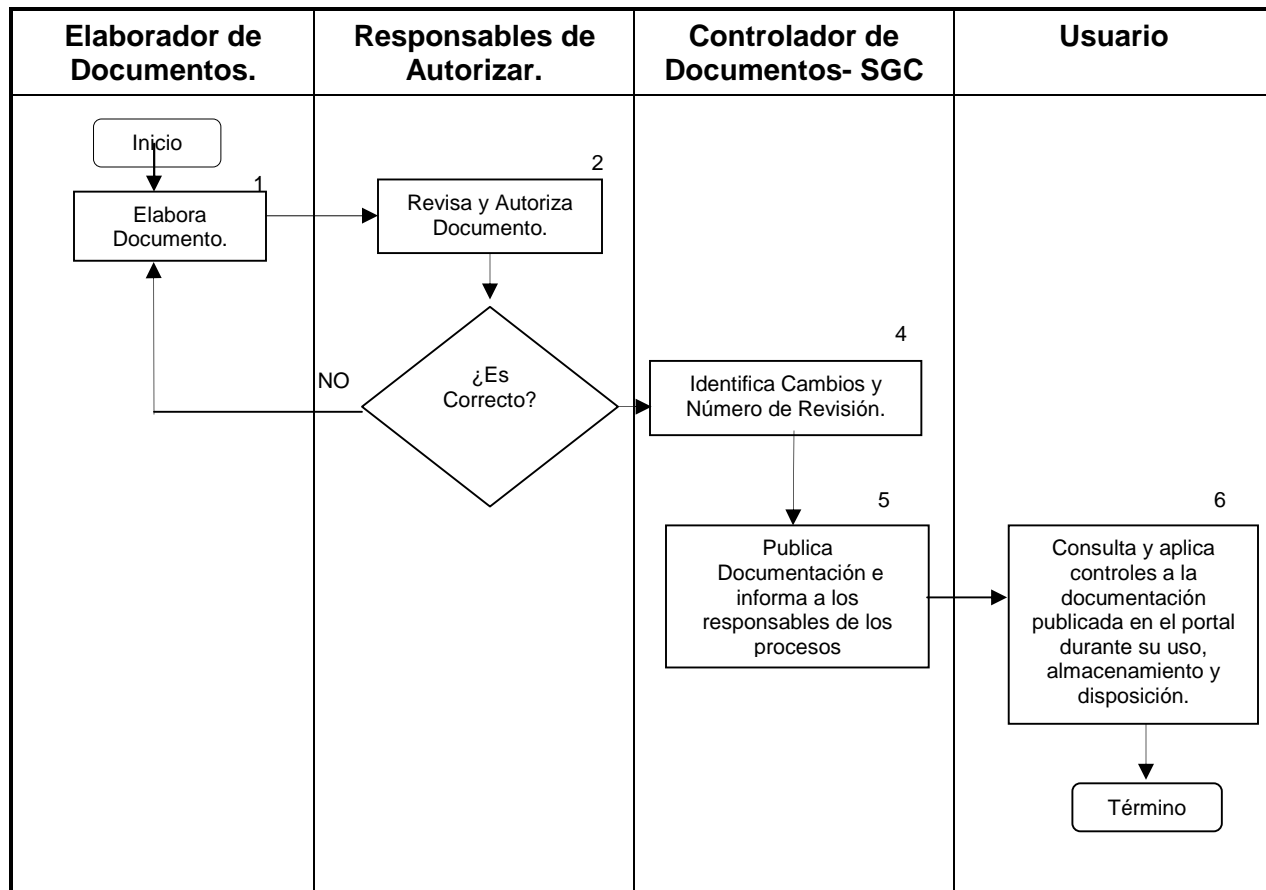 Elaborador de
Documentos.
Responsables de
Autorizar.
Controlador de
Documentos- SGC
Usuario
Inicio
1
Elabora
Documento.
2
Revisa y Autoriza
Documento.
¿Es
Correcto?
NO
4
Identifica Cambios y
Número de Revisión.
5
Publica
Documentación e
informa a los
responsables de los
procesos
6
Consulta y aplica
controles a la
documentación
publicada en el portal
durante su uso,
almacenamiento y
disposición.
Término